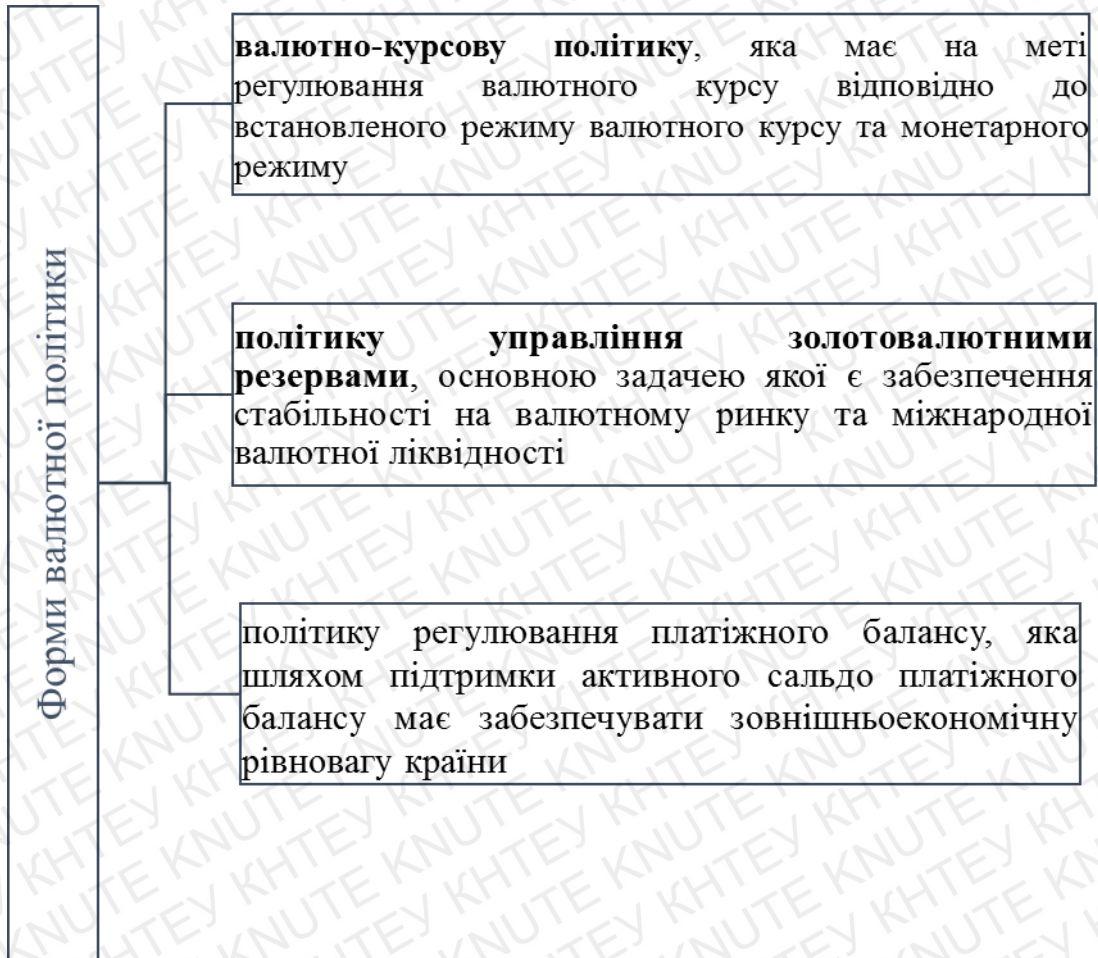 Форми валютної політики
валютно-курсову політику, яка має на меті
регулювання валютного курсу відповідно до
встановленого режиму валютного курсу та монетарного
режиму
політику управління золотовалютними
резервами, основною задачею якої є забезпечення
стабільності на валютному ринку та міжнародної
валютної ліквідності
політику регулювання платіжного балансу, яка
шляхом підтримки активного сальдо платіжного
балансу має забезпечувати зовнішньоекономічну
рівновагу країни
КНТЕУ KNUTE